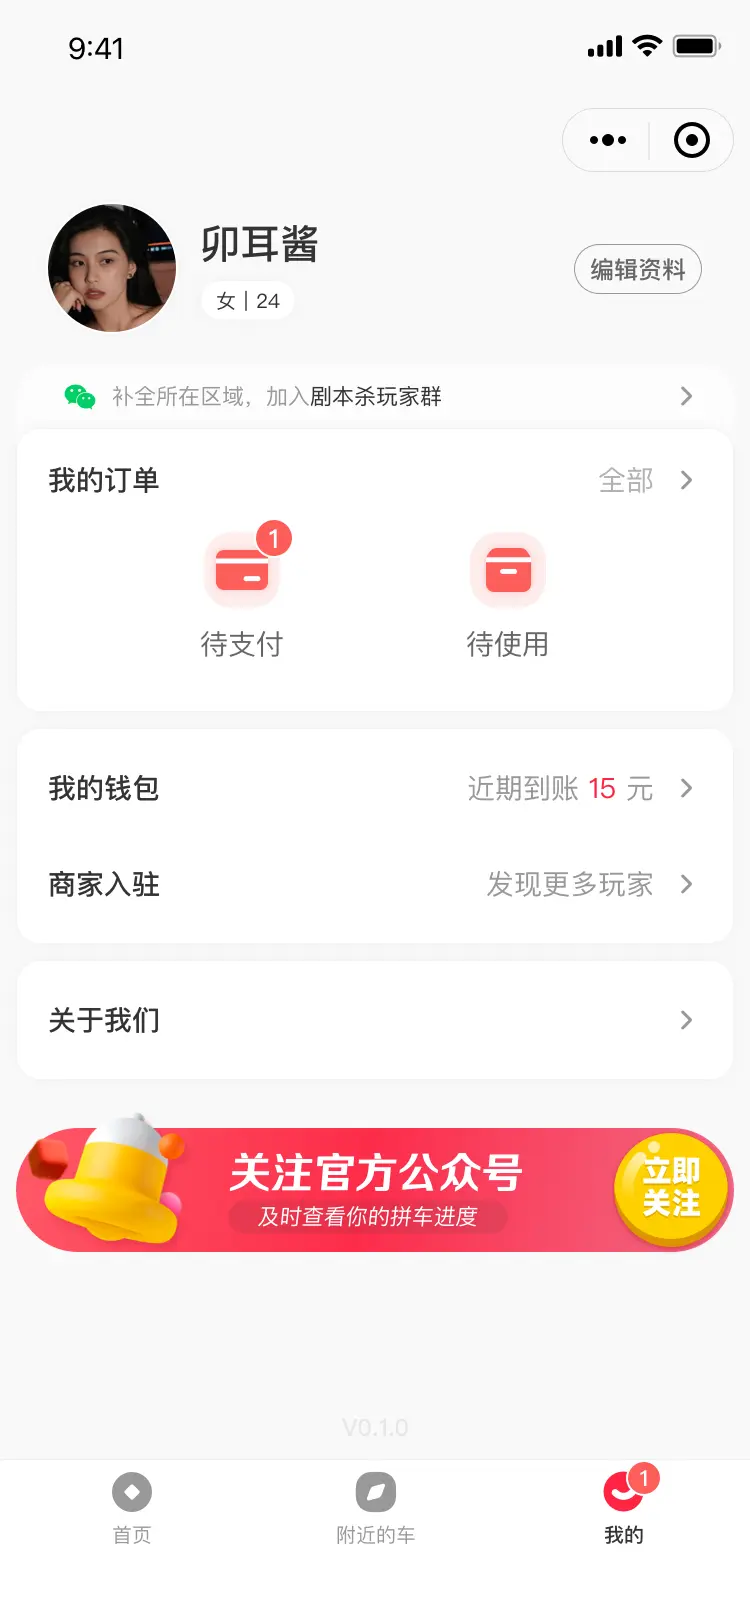 9:41
卯耳酱
编辑资料
女 | 24
补全所在区域，加入剧本杀玩家群
我的订单 全部
1
待支付 待使用
我的钱包 近期到账 15 元
商家入驻 发现更多玩家
关于我们
关注官方公众号
及时查看你的拼车进度
立即
关注
V0.1.0
1
首页 附近的车 我的